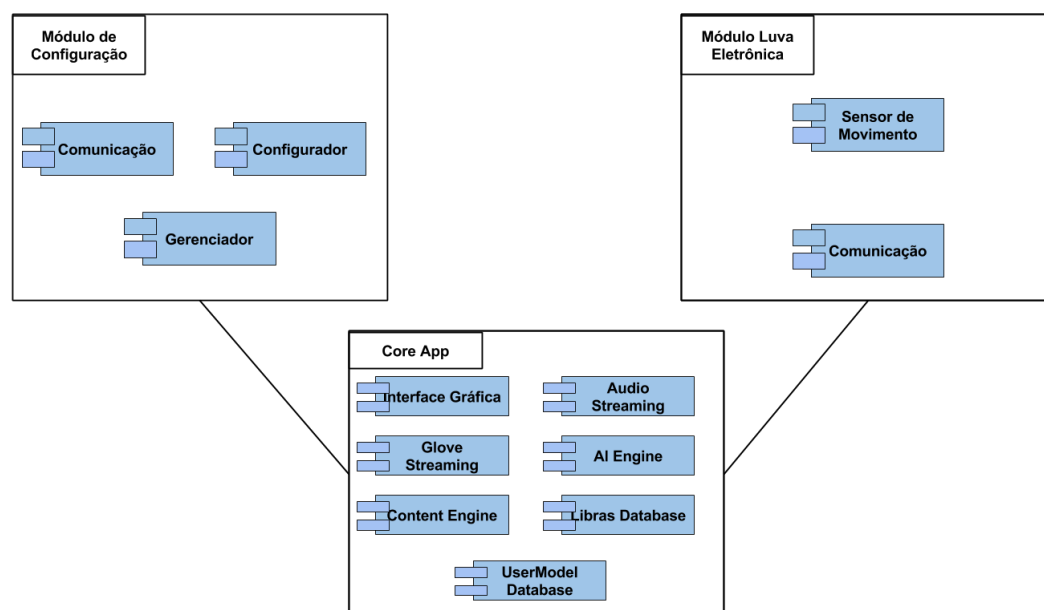 Módulo de
Configuração
Comunicação
Configurador
Gerenciador
Módulo Luva
Eletrônica
Sensor de
Movimento
Comunicação
Core App
Interface Gráfica
Audio
Streaming
Glove
Streaming
AI Engine
Content Engine
Libras Database
UserModel
Database